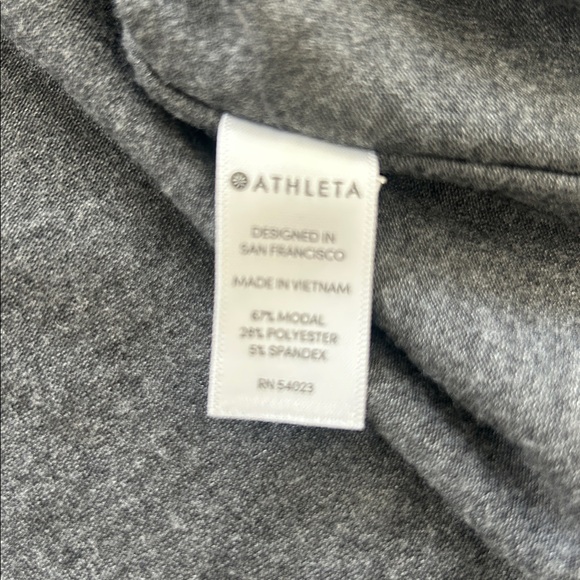 ATHLETA
DESIGNED IN
SAN FRANCISCO
MADE IN VIETNAM
67% MODAL
28% POLYESTER
5% SPANDEX
RN 54023